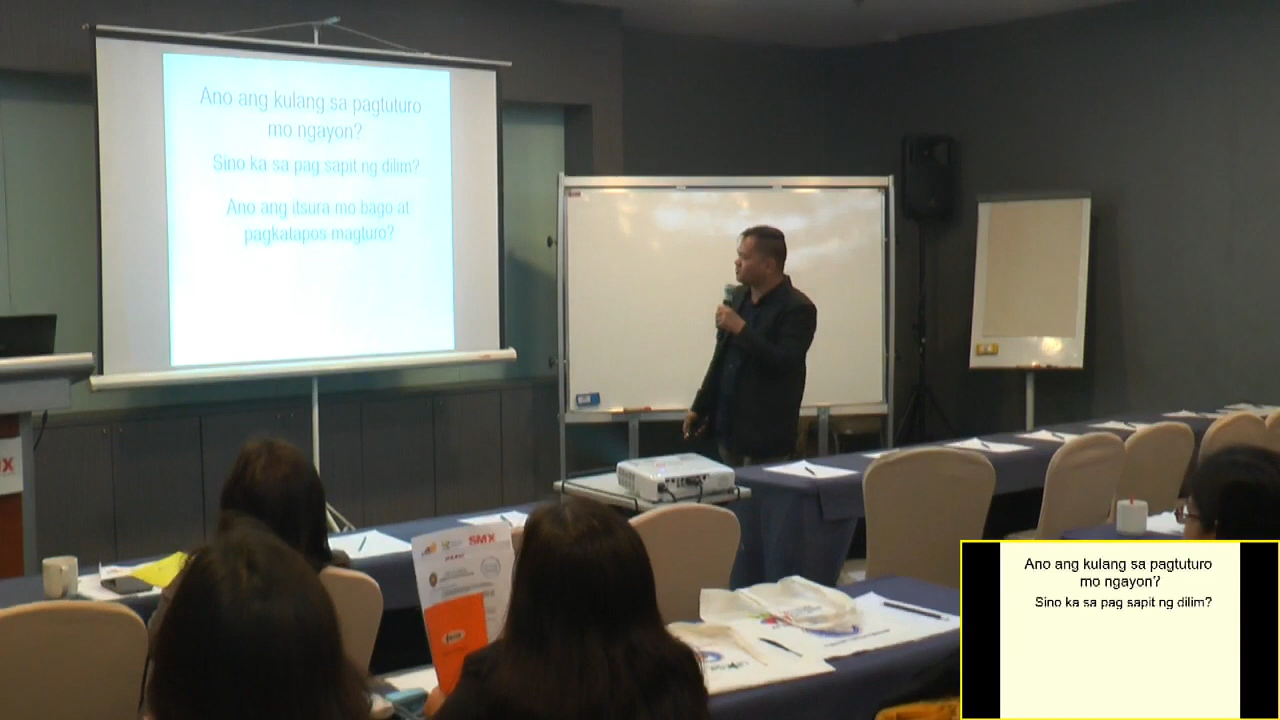 Ano ang kulang sa pagtuturo
mo ngayon?
Sino ka sa pag sapit ng dilim?
Ano ang itsura mo bago at
pagkatapos magturo?
SMX
Ano ang kulang sa pagtuturo
mo ngayon?
Sino ka sa pag sapit ng dilim?